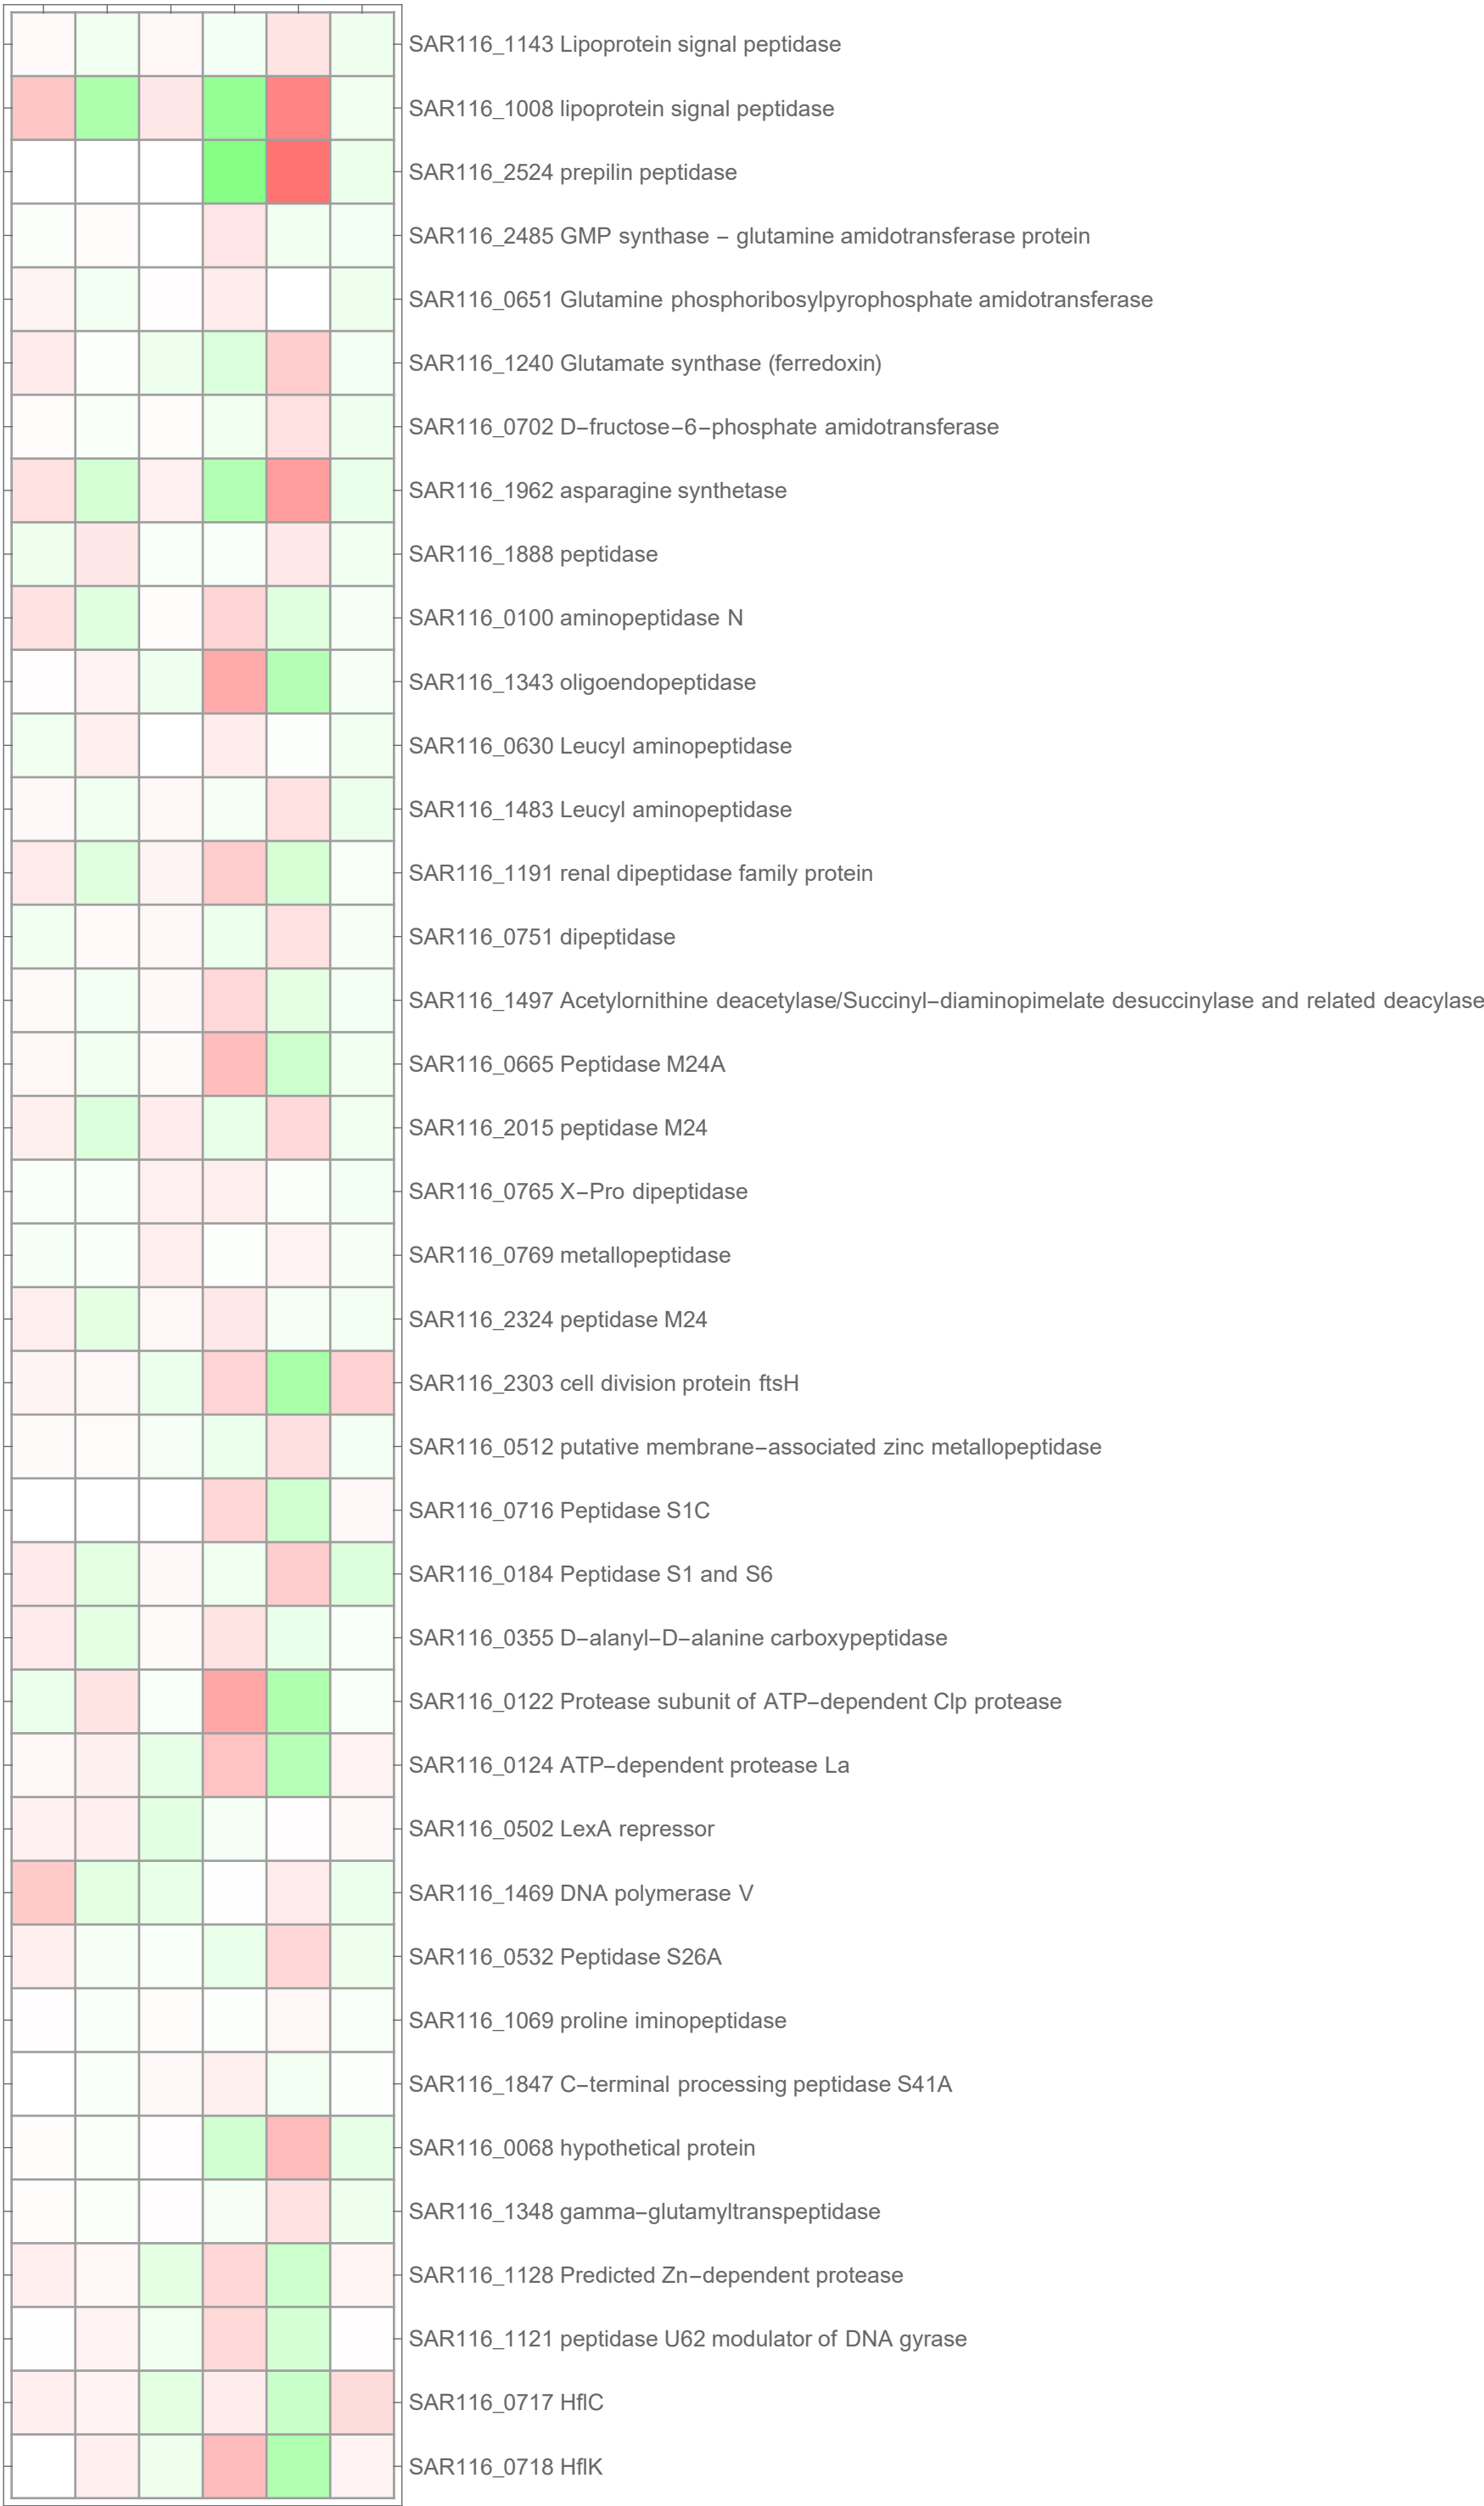 SAR116_1143 Lipoprotein signal peptidase
SAR116_1008 lipoprotein signal peptidase
SAR116_2524 prepilin peptidase
SAR116_2485 GMP synthase – glutamine amidotransferase protein
SAR116_0651 Glutamine phosphoribosylpyrophosphate amidotransferase
SAR116_1240 Glutamate synthase (ferredoxin)
SAR116_0702 D–fructose–6–phosphate amidotransferase
SAR116_1962 asparagine synthetase
SAR116_1888 peptidase
SAR116_0100 aminopeptidase N
SAR116_1343 oligoendopeptidase
SAR116_0630 Leucyl aminopeptidase
SAR116_1483 Leucyl aminopeptidase
SAR116_1191 renal dipeptidase family protein
SAR116_0751 dipeptidase
SAR116_1497 Acetylornithine deacetylase/Succinyl–diaminopimelate desuccinylase and related deacylase
SAR116_0665 Peptidase M24A
SAR116_2015 peptidase M24
SAR116_0765 X–Pro dipeptidase
SAR116_0769 metallopeptidase
SAR116_2324 peptidase M24
SAR116_2303 cell division protein ftsH
SAR116_0512 putative membrane–associated zinc metallopeptidase
SAR116_0716 Peptidase S1C
SAR116_0184 Peptidase S1 and S6
SAR116_0355 D–alanyl–D–alanine carboxypeptidase
SAR116_0122 Protease subunit of ATP–dependent Clp protease
SAR116_0124 ATP–dependent protease La
SAR116_0502 LexA repressor
SAR116_1469 DNA polymerase V
SAR116_0532 Peptidase S26A
SAR116_1069 proline iminopeptidase
SAR116_1847 C–terminal processing peptidase S41A
SAR116_0068 hypothetical protein
SAR116_1348 gamma–glutamyltranspeptidase
SAR116_1128 Predicted Zn–dependent protease
SAR116_1121 peptidase U62 modulator of DNA gyrase
SAR116_0717 HflC
SAR116_0718 HflK